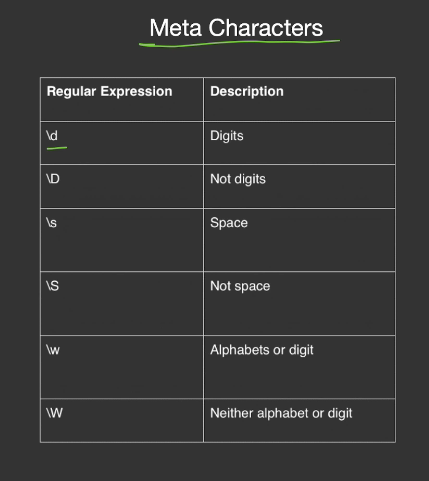 Meta Characters
Regular Expression Description
\d Digits
\D Not digits
\s Space
\S Not space
\w Alphabets or digit
\W Neither alphabet or digit